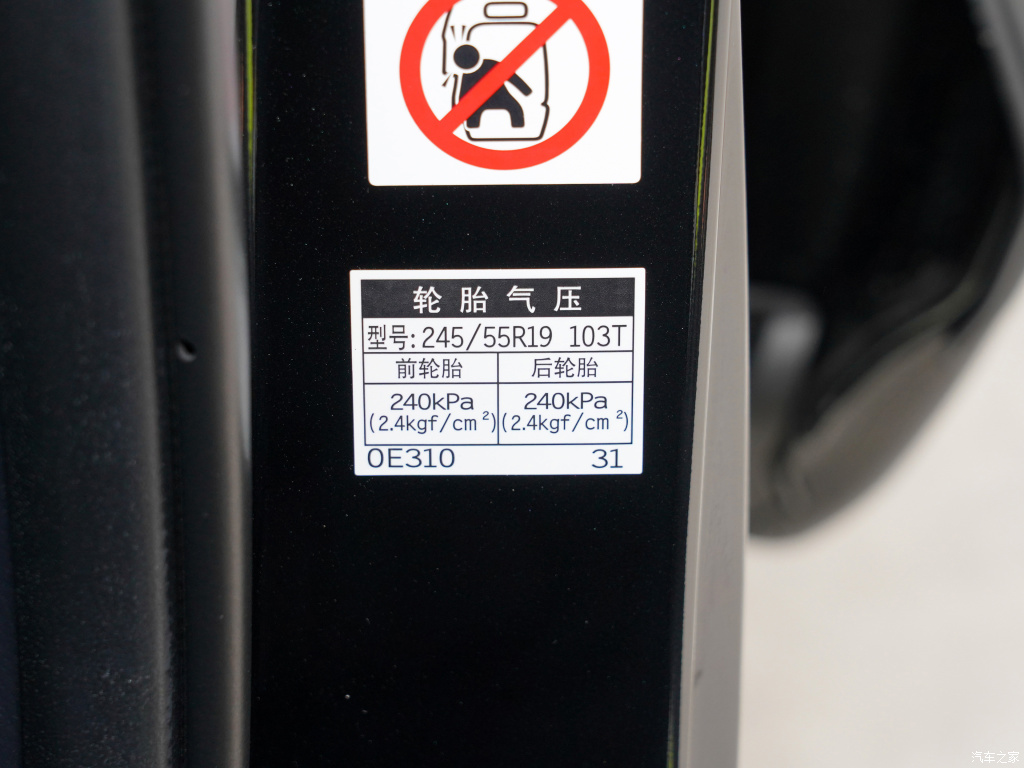 轮胎气压
型号:245/55R19 103T
前轮胎 后轮胎
240kPa 240kPa
(2.4kgf/cm²) (2.4kgf/cm²)
0E310 31
汽车之家